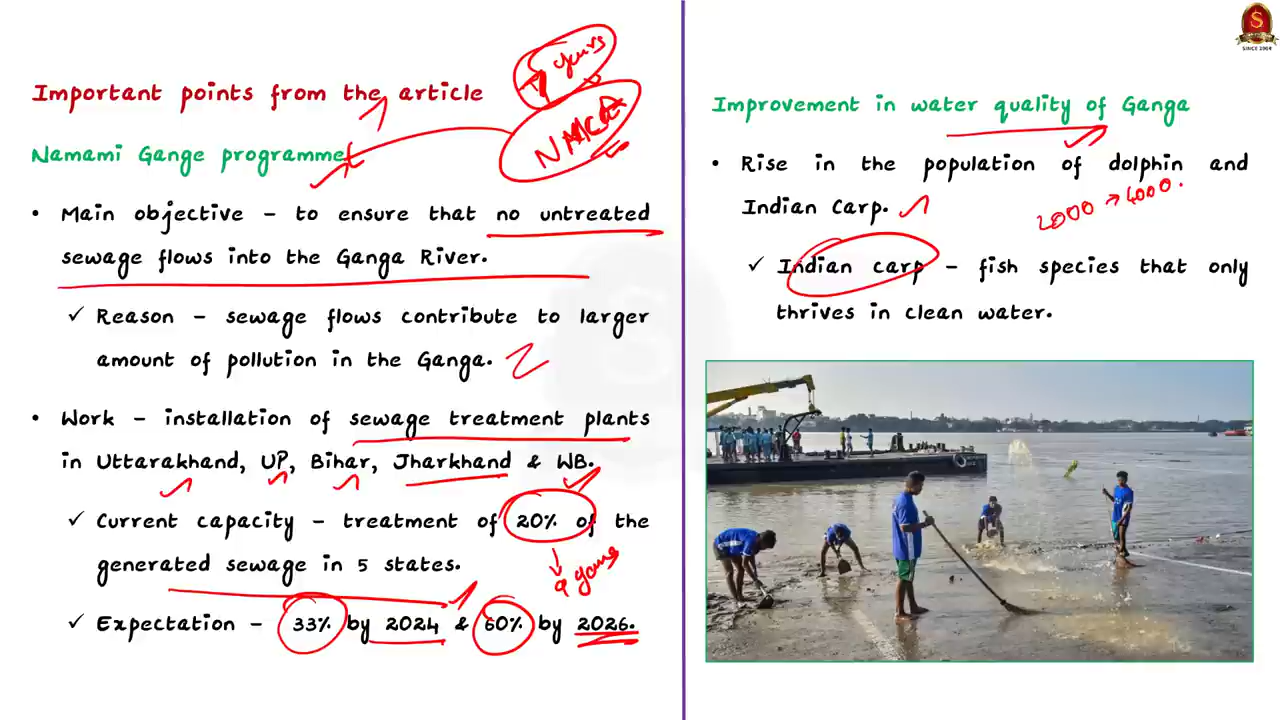 Important points from the article
Namami Gange programme
• Main objective – to ensure that no untreated
sewage flows into the Ganga River.
✓ Reason – sewage flows contribute to larger
amount of pollution in the Ganga.
• Work – installation of sewage treatment plants
in Uttarakhand, UP, Bihar, Jharkhand & WB.
✓ Current capacity – treatment of 20% of the
generated sewage in 5 states.
9 years
✓ Expectation – 33% by 2024 & 60% by 2026.
years
Improvement in water quality of Ganga
• Rise in the population of dolphin and
Indian Carp.
2000 → 4000.
✓ Indian carp – fish species that only
thrives in clean water.
SINCE 2004